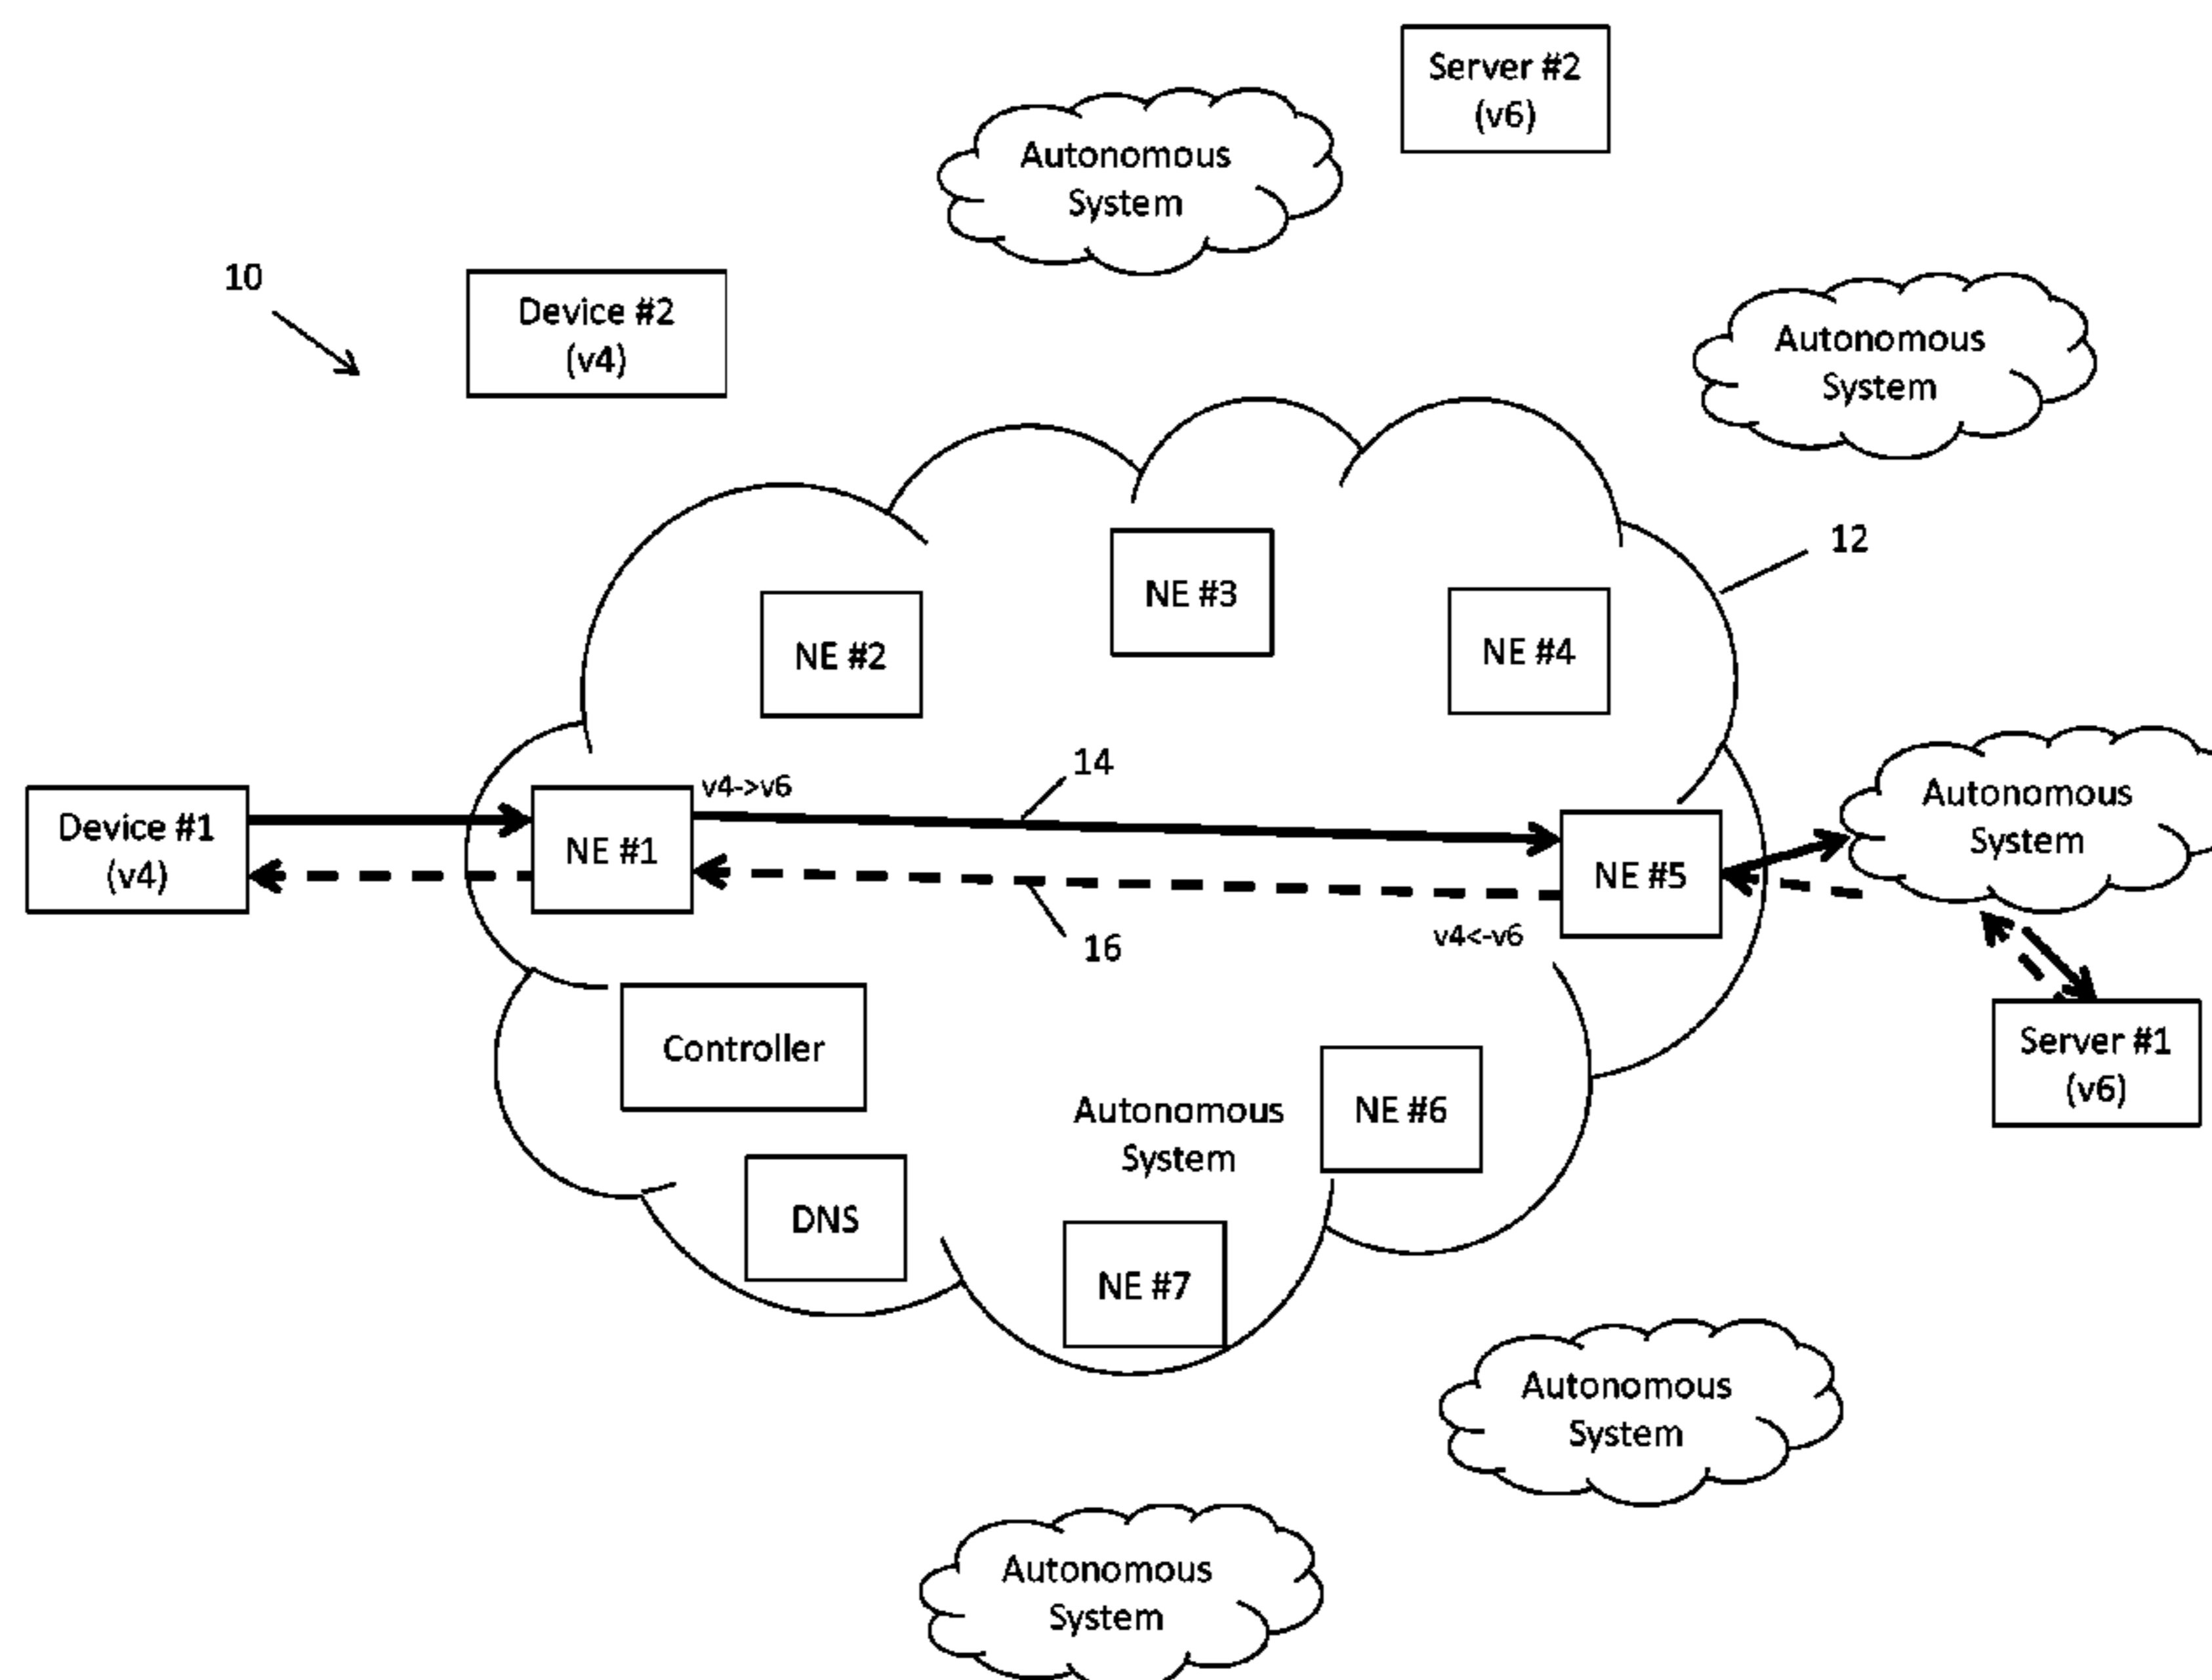 Server #2
(v6)
Autonomous
System
10
Device #2
(v4)
Autonomous
System
12
NE #3
NE #2
NE #4
14
v4->v6
Device #1
(v4)
NE #1
NE #5
Autonomous
System
16
v4<-v6
Controller
Server #1
(v6)
Autonomous
System
NE #6
DNS
NE #7
Autonomous
System
Autonomous
System